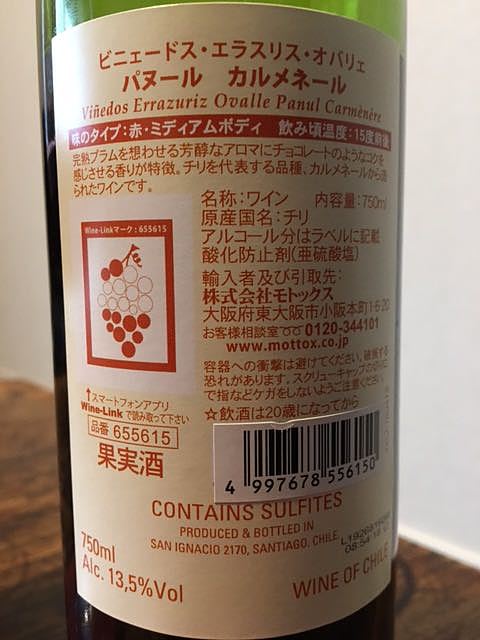 ビニェードス・エラスリス・オバリェ
パヌール カルメネール
Viñedos Errazuriz Ovalle Panul Carménère
味のタイプ：赤・ミディアムボディ 飲み頃温度：15度前後
完熟プラムを想わせる芳醇なアロマにチョコレートのようなコクを
感じさせる香りが特徴。チリを代表する品種、カルメネールから造
られたワインです。
Wine-Linkマーク：655615
名称：ワイン 内容量：750ml
原産国名：チリ
アルコール分はラベルに記載
酸化防止剤(亜硫酸塩)
輸入者及び引取先：
株式会社モトックス
大阪府東大阪市小阪本町1-6-20
お客様相談室 0120-344101
www.mottox.co.jp
容器への衝撃は避けてください。破損する
恐れがあります。スクリューキャップの切り口
で指などケガをしないようご注意ください。
☆飲酒は20歳になってから
↑スマートフォンアプリ
Wine-Link で読み取って下さい
品番 655615
果実酒
4 997678 556150
CONTAINS SULFITES
PRODUCED & BOTTLED IN
SAN IGNACIO 2170, SANTIAGO, CHILE
750ml
Alc. 13,5%Vol
WINE OF CHILE